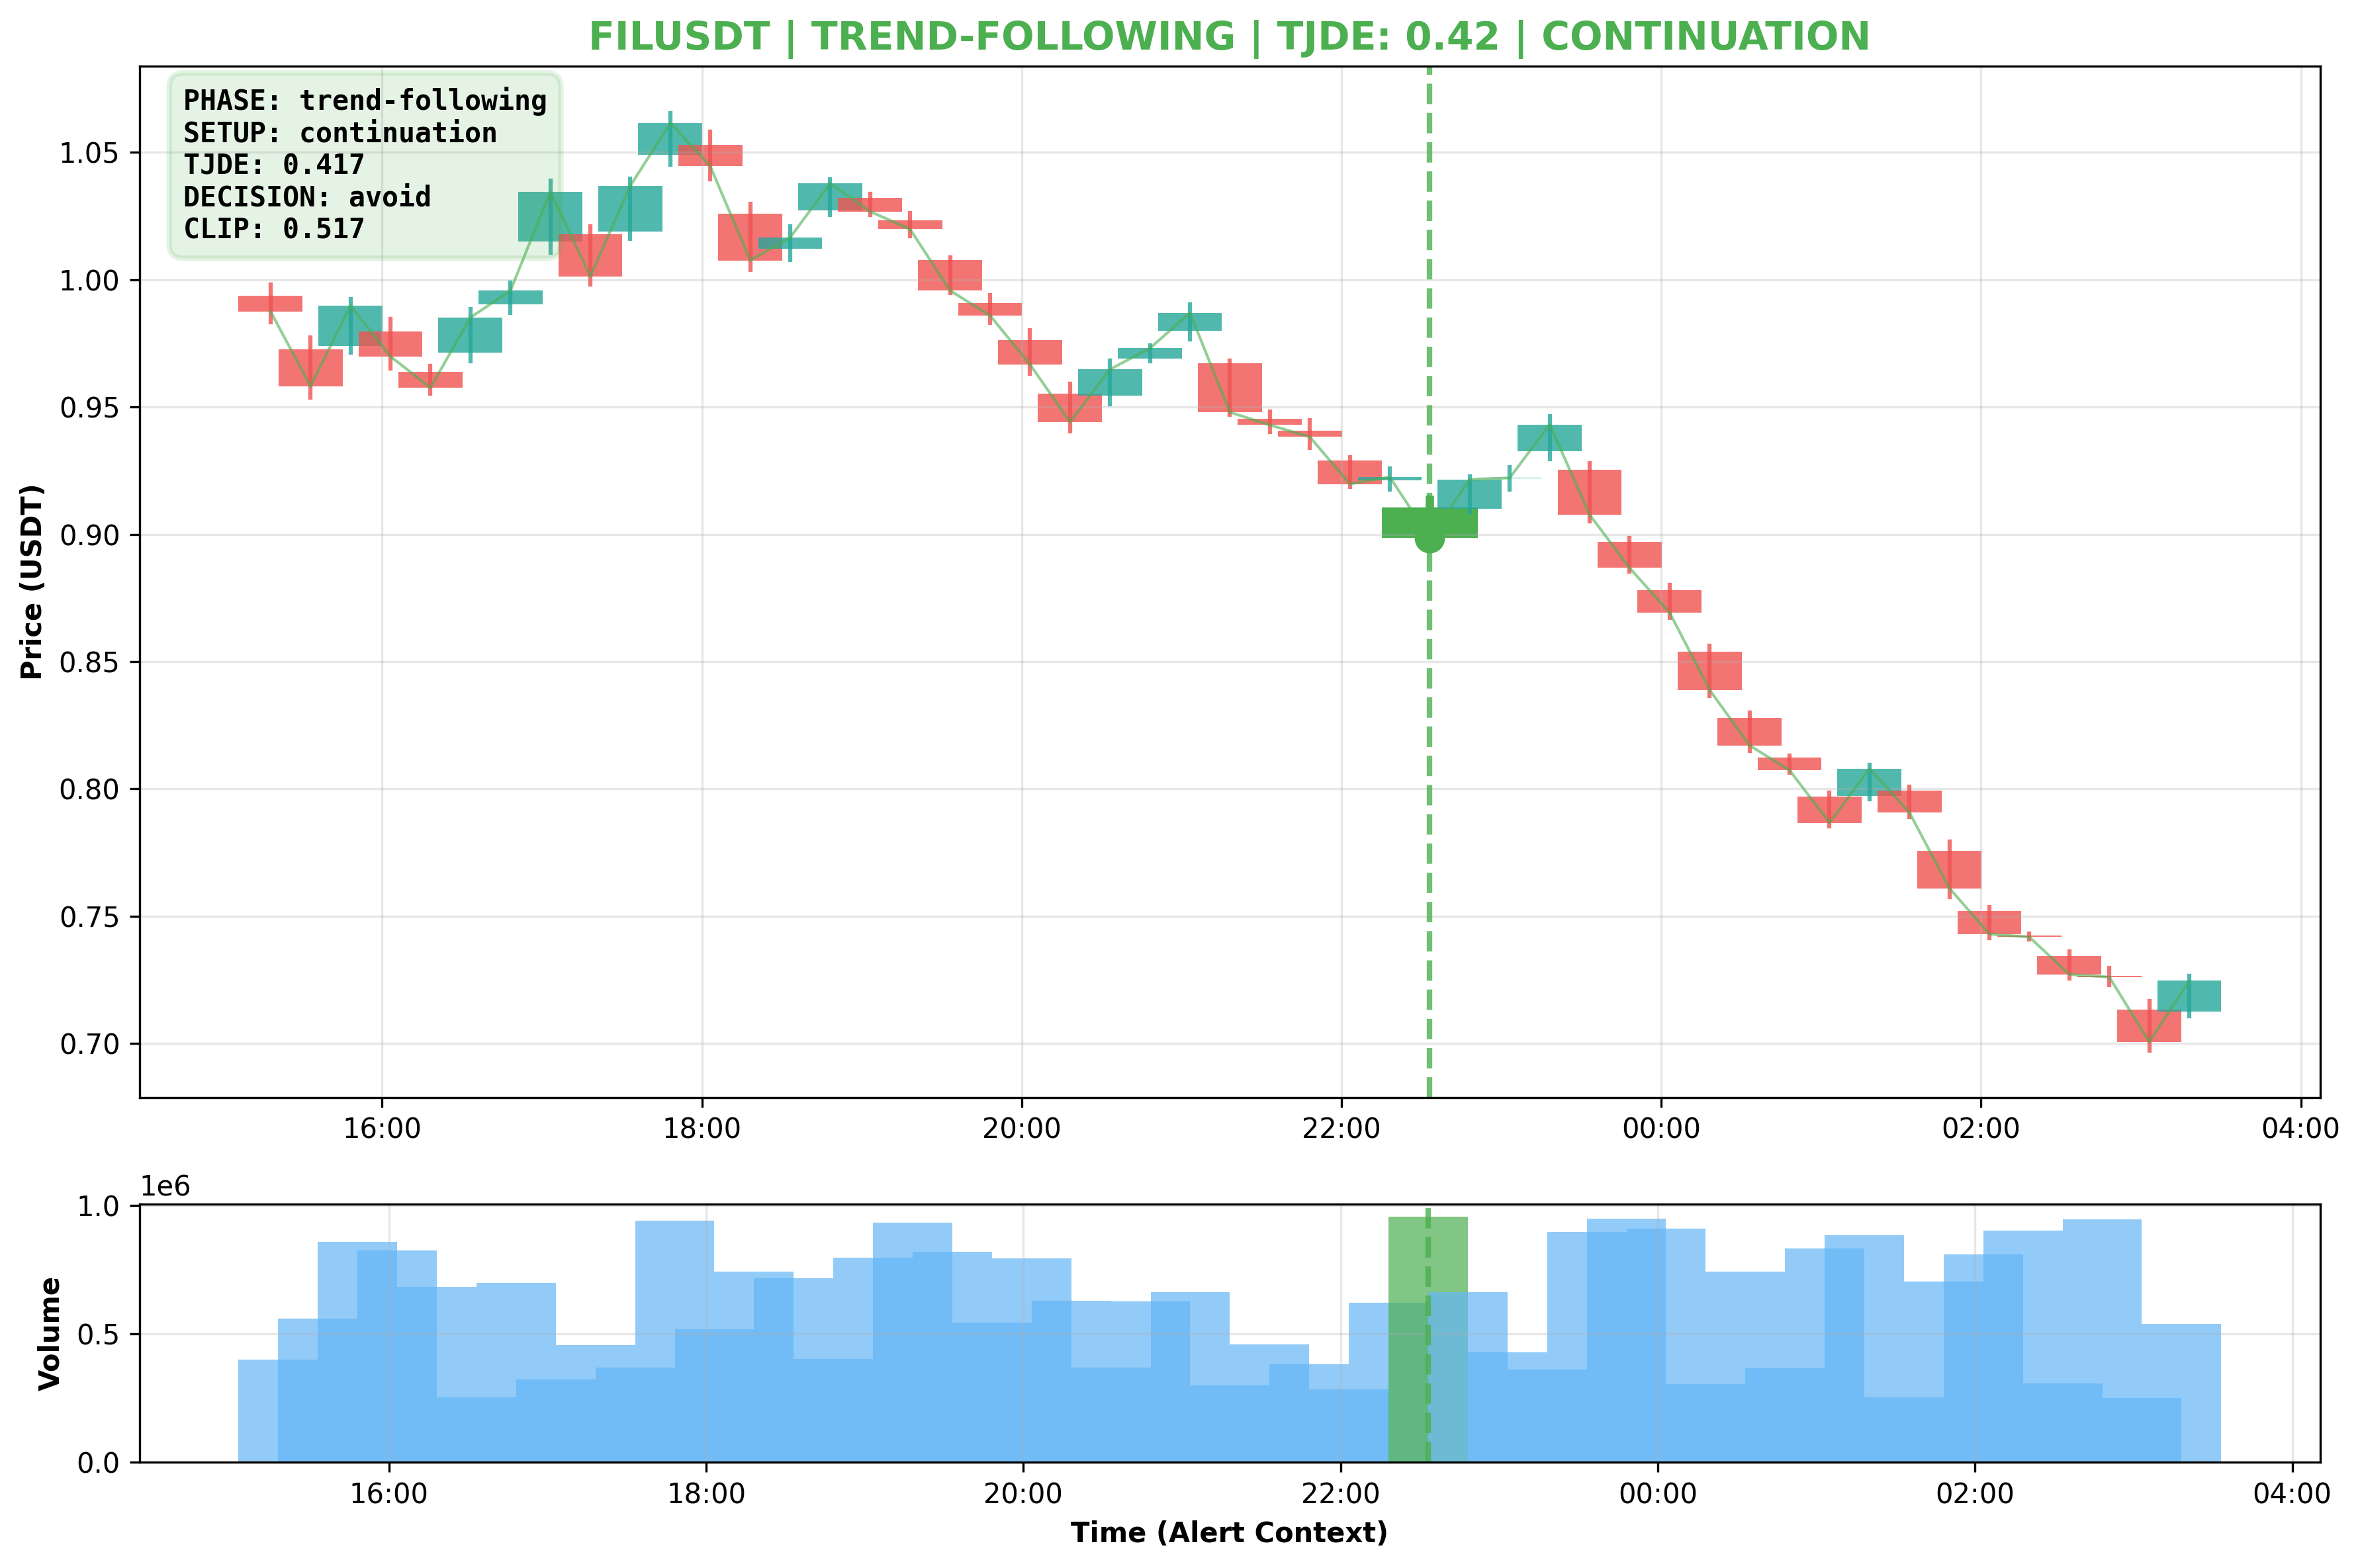 FILUSDT | TREND-FOLLOWING | TJDE: 0.42 | CONTINUATION
PHASE: trend-following
SETUP: continuation
TJDE: 0.417
DECISION: avoid
CLIP: 0.517
Price (USDT)
1.05
1.00
0.95
0.90
0.85
0.80
0.75
0.70
16:00 18:00 20:00 22:00 00:00 02:00 04:00
1e6
Volume
1.0
0.5
0.0
16:00 18:00 20:00 22:00 00:00 02:00 04:00
Time (Alert Context)